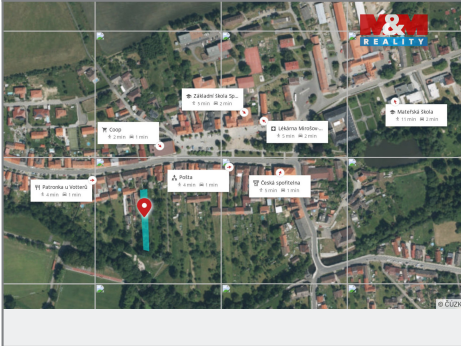 M&M
REALITY
Základní škola Sp...
5 min 2 min
Mateřská škola
11 min 2 min
Coop
2 min 1 min
Lékárna Mirošov-...
5 min 2 min
Pošta
4 min 1 min
Česká spořitelna
5 min 1 min
Patronka u Votterů
4 min 1 min
© ČÚZK